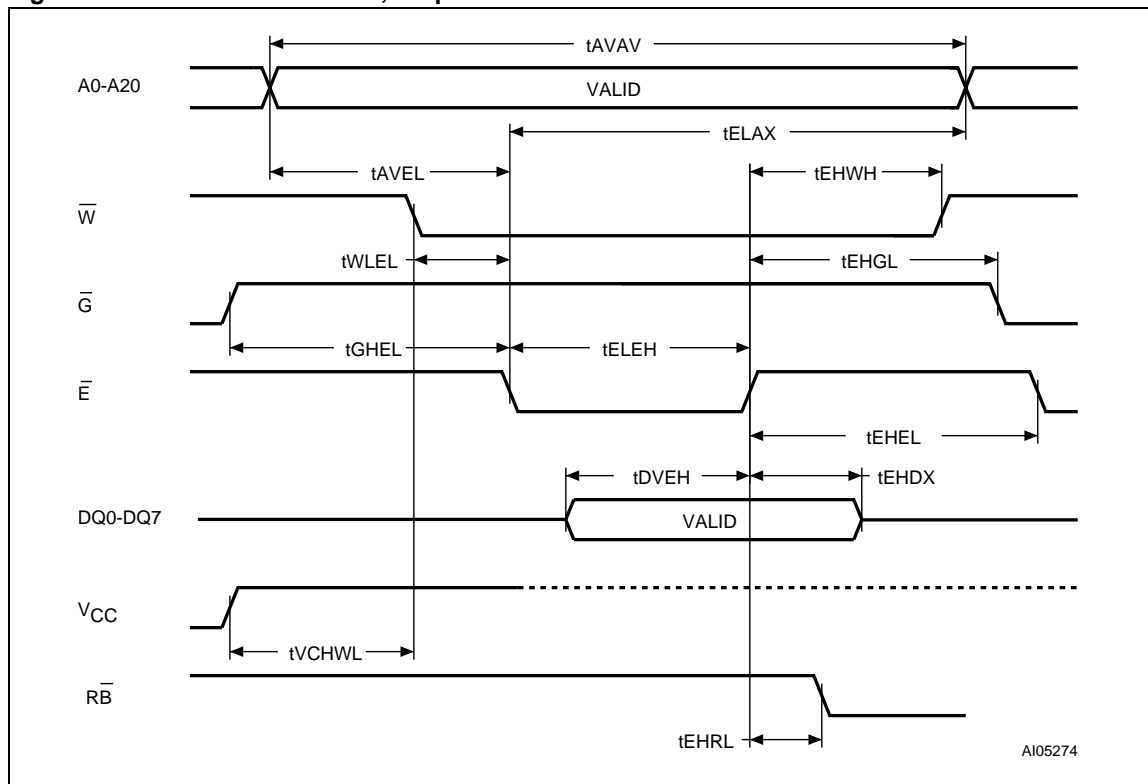 tAVAV
A0-A20
VALID
tELAX
tAVEL
tEHWH
W̅
tWLEL
tEHGL
G̅
tGHEL
tELEH
E̅
tEHEL
tDVEH
tEHDX
DQ0-DQ7
VALID
VCC
tVCHWL
RB̅
tEHRL
AI05274